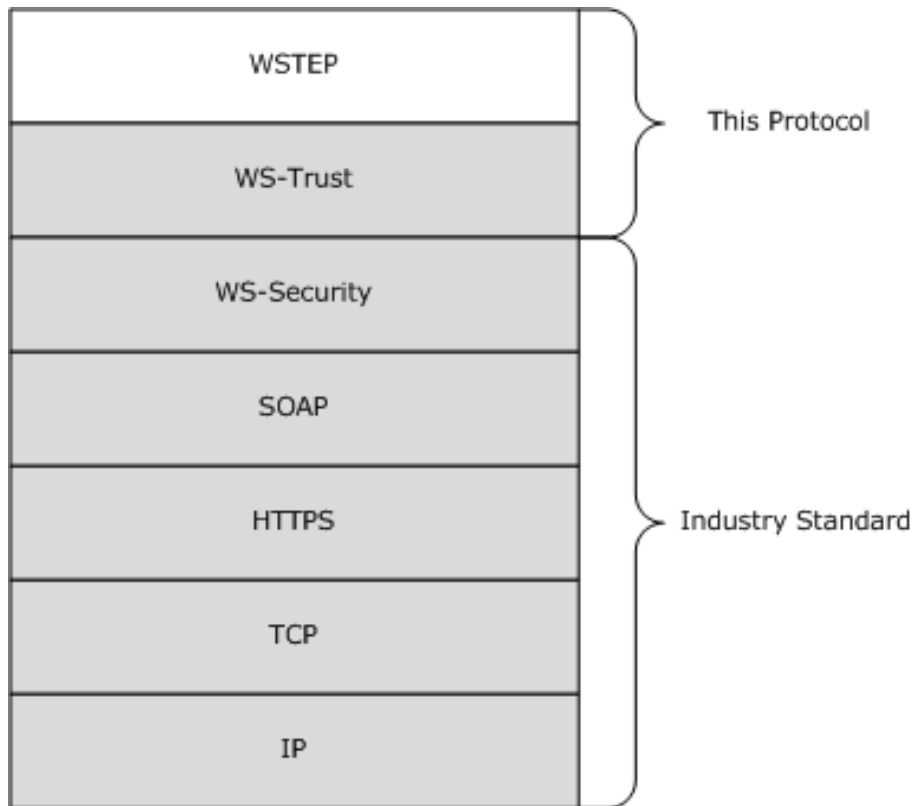 WSTEP
This Protocol
WS-Trust
WS-Security
SOAP
HTTPS
Industry Standard
TCP
IP